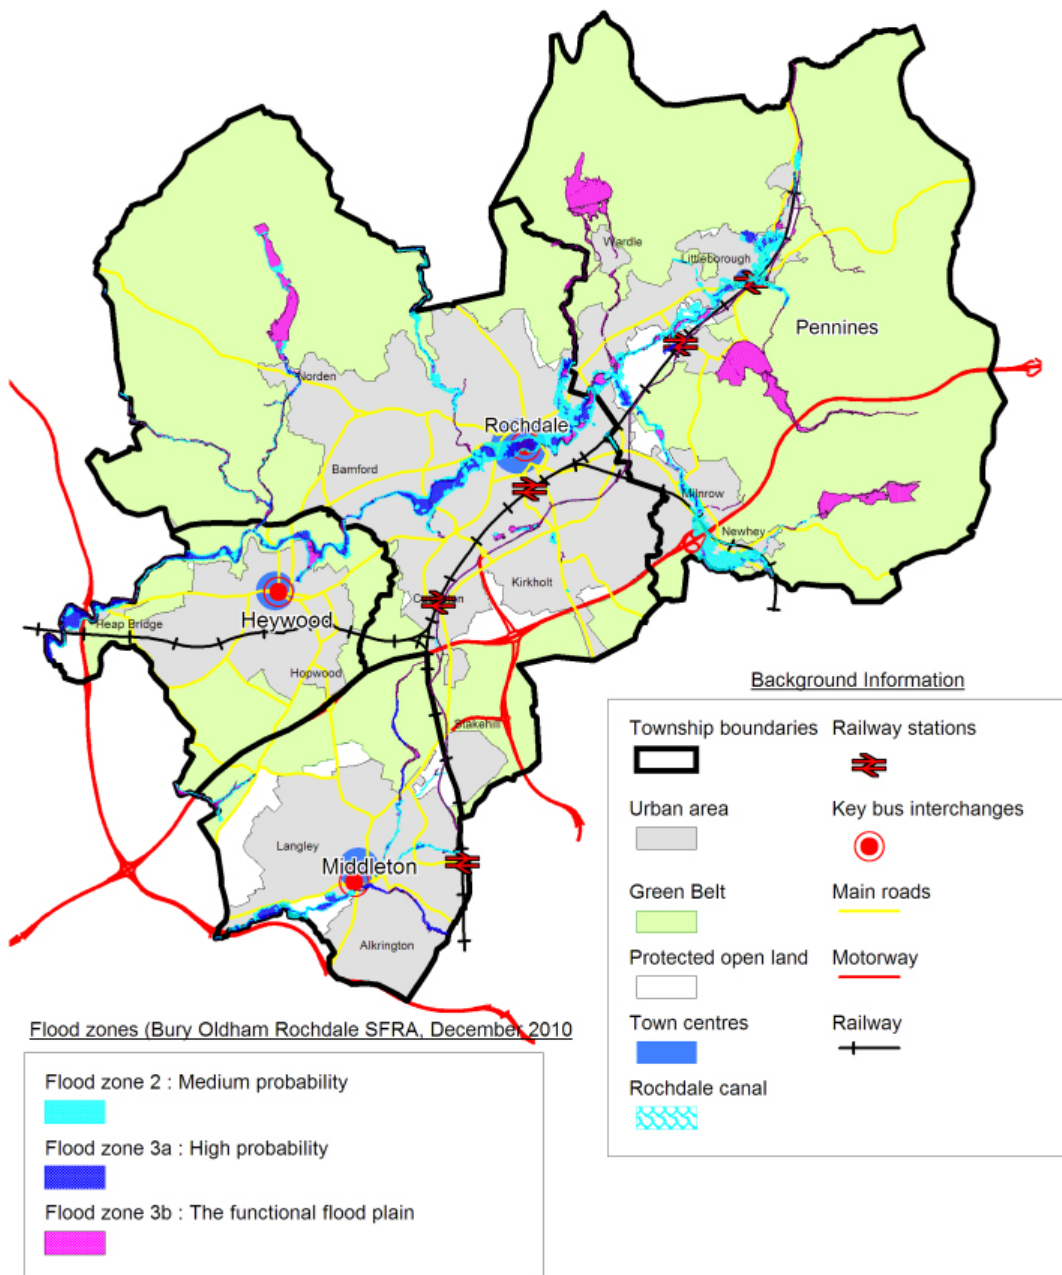 Wardle
Littleborough
Pennines
Norden
Rochdale
Bamford
Milnrow
Newhey
Kirkholt
Heywood
Heap Bridge
Hopwood
Stakehill
Langley
Middleton
Alkrington
Background Information
Township boundaries
Railway stations
Urban area
Key bus interchanges
Green Belt
Main roads
Protected open land
Motorway
Town centres
Railway
Rochdale canal
Flood zones (Bury Oldham Rochdale SFRA, December 2010
Flood zone 2 : Medium probability
Flood zone 3a : High probability
Flood zone 3b : The functional flood plain